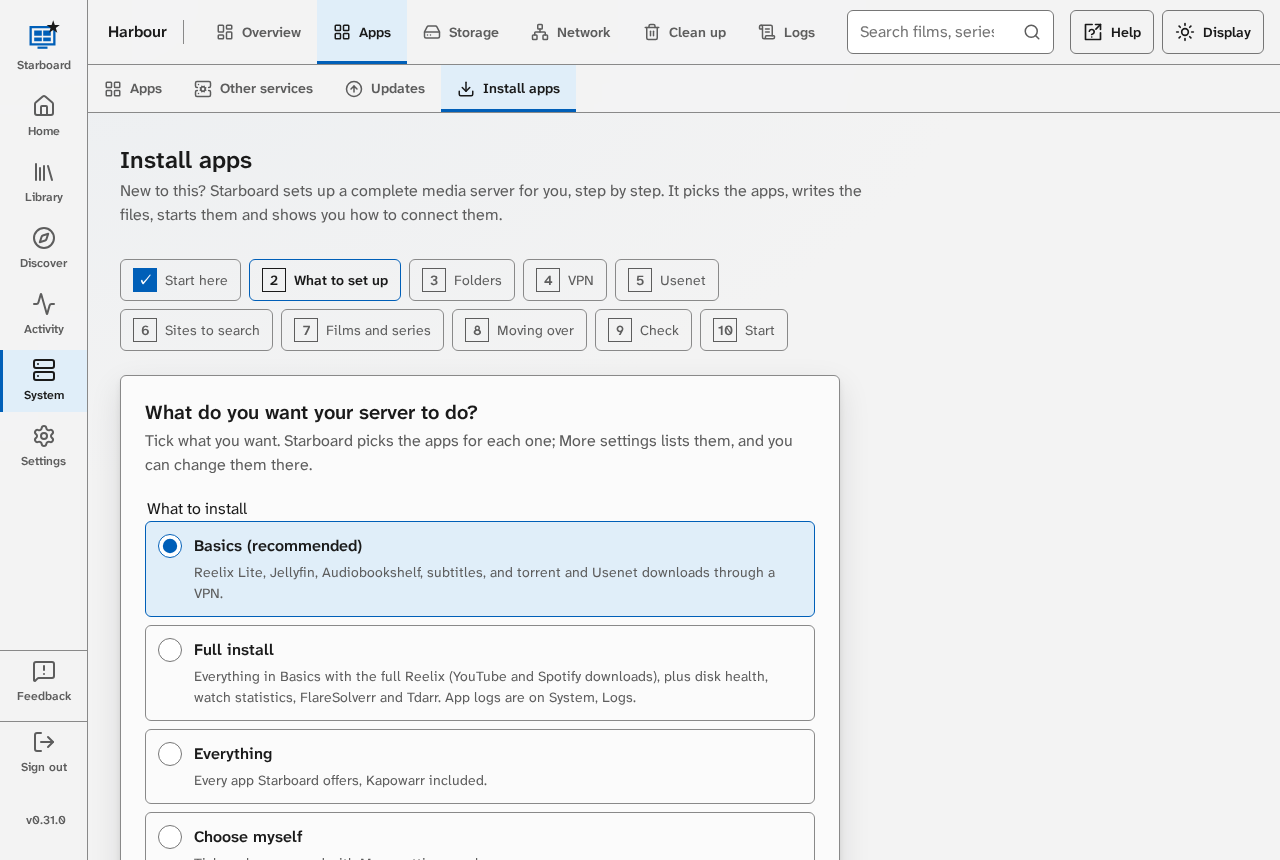 Starboard
Home
Library
Discover
Activity
System
Settings
Feedback
Sign out
v0.31.0
Harbour
Overview
Apps
Storage
Network
Clean up
Logs
Search films, series
Help
Display
Apps
Other services
Updates
Install apps
Install apps
New to this? Starboard sets up a complete media server for you, step by step. It picks the apps, writes the
files, starts them and shows you how to connect them.
Start here
2 What to set up
3 Folders
4 VPN
5 Usenet
6 Sites to search
7 Films and series
8 Moving over
9 Check
10 Start
What do you want your server to do?
Tick what you want. Starboard picks the apps for each one; More settings lists them, and you
can change them there.
What to install
Basics (recommended)
Reelix Lite, Jellyfin, Audiobookshelf, subtitles, and torrent and Usenet downloads through a
VPN.
Full install
Everything in Basics with the full Reelix (YouTube and Spotify downloads), plus disk health,
watch statistics, FlareSolverr and Tdarr. App logs are on System, Logs.
Everything
Every app Starboard offers, Kapowarr included.
Choose myself